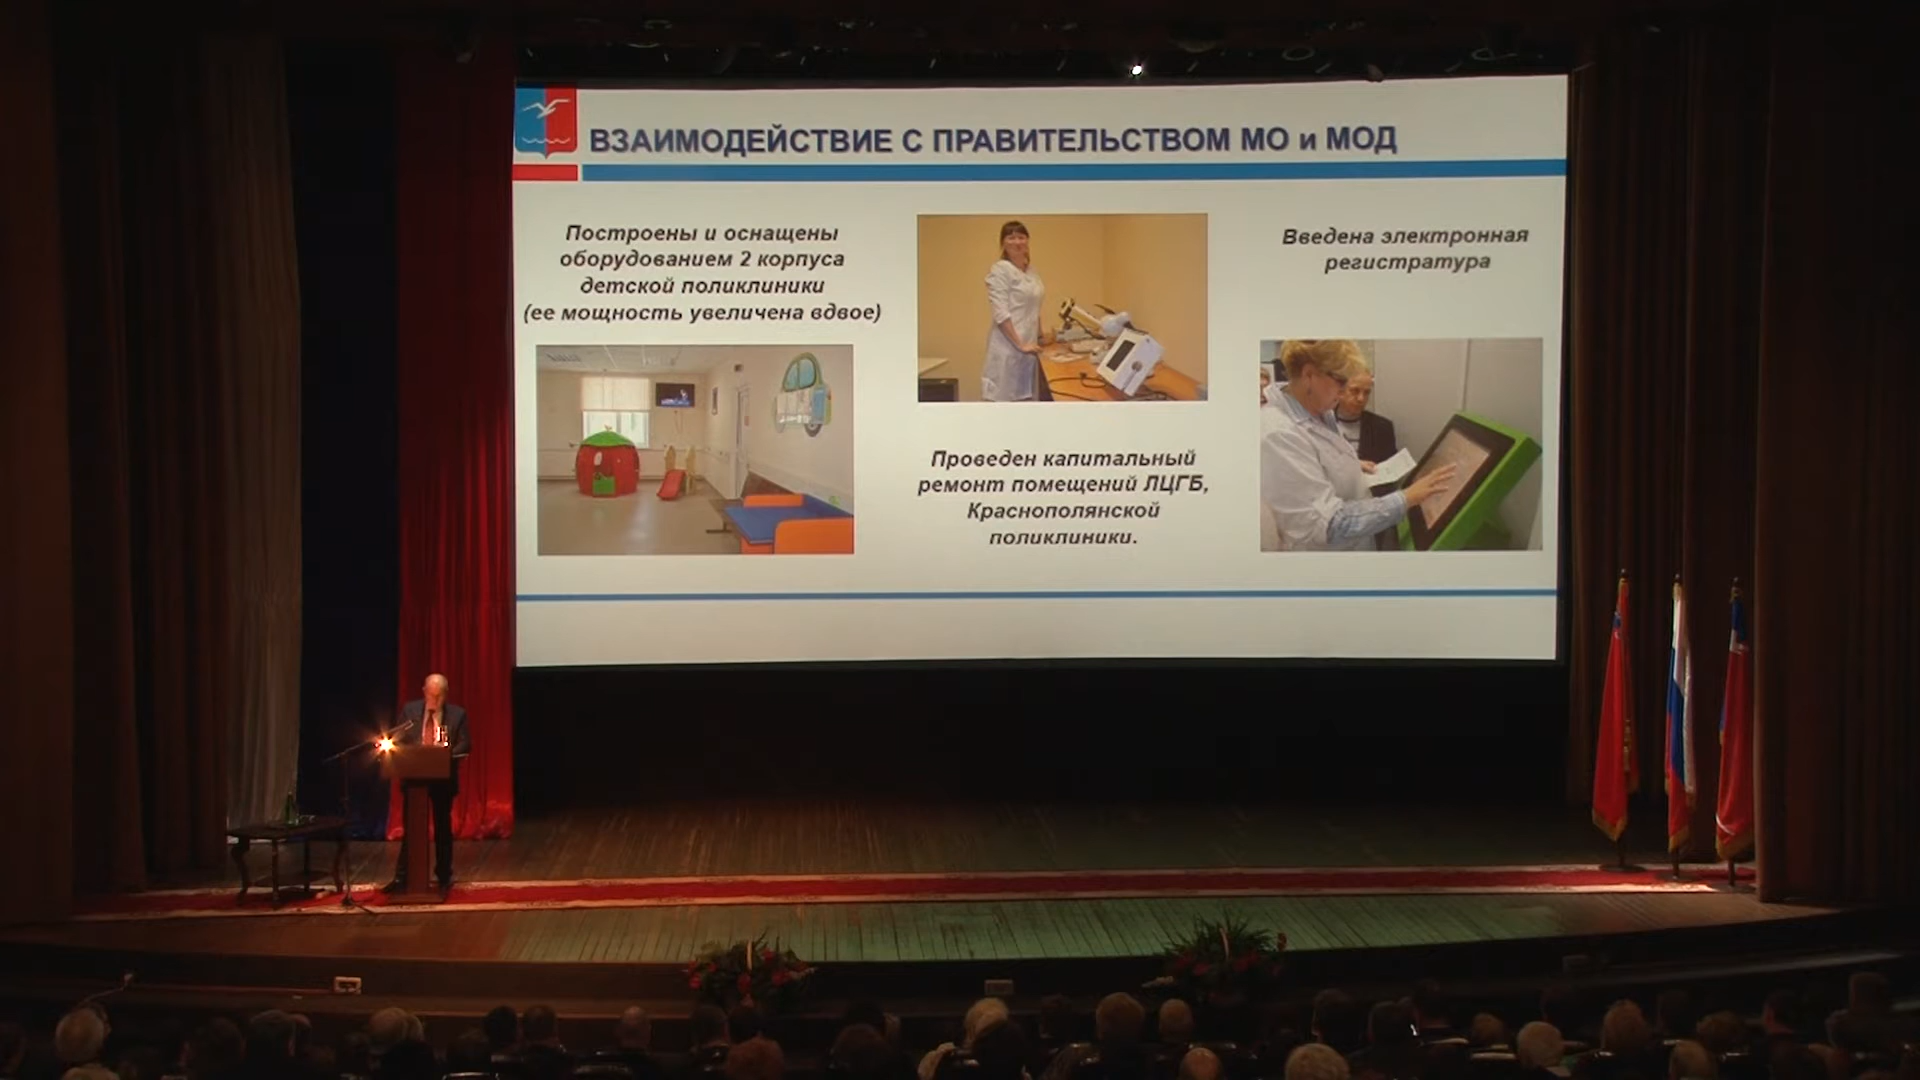 ВЗАИМОДЕЙСТВИЕ С ПРАВИТЕЛЬСТВОМ МО и МОД
Построены и оснащены
оборудованием 2 корпуса
детской поликлиники
(ее мощность увеличена вдвое)
Проведен капитальный
ремонт помещений ЛЦГБ,
Краснополянской
поликлиники.
Введена электронная
регистратура